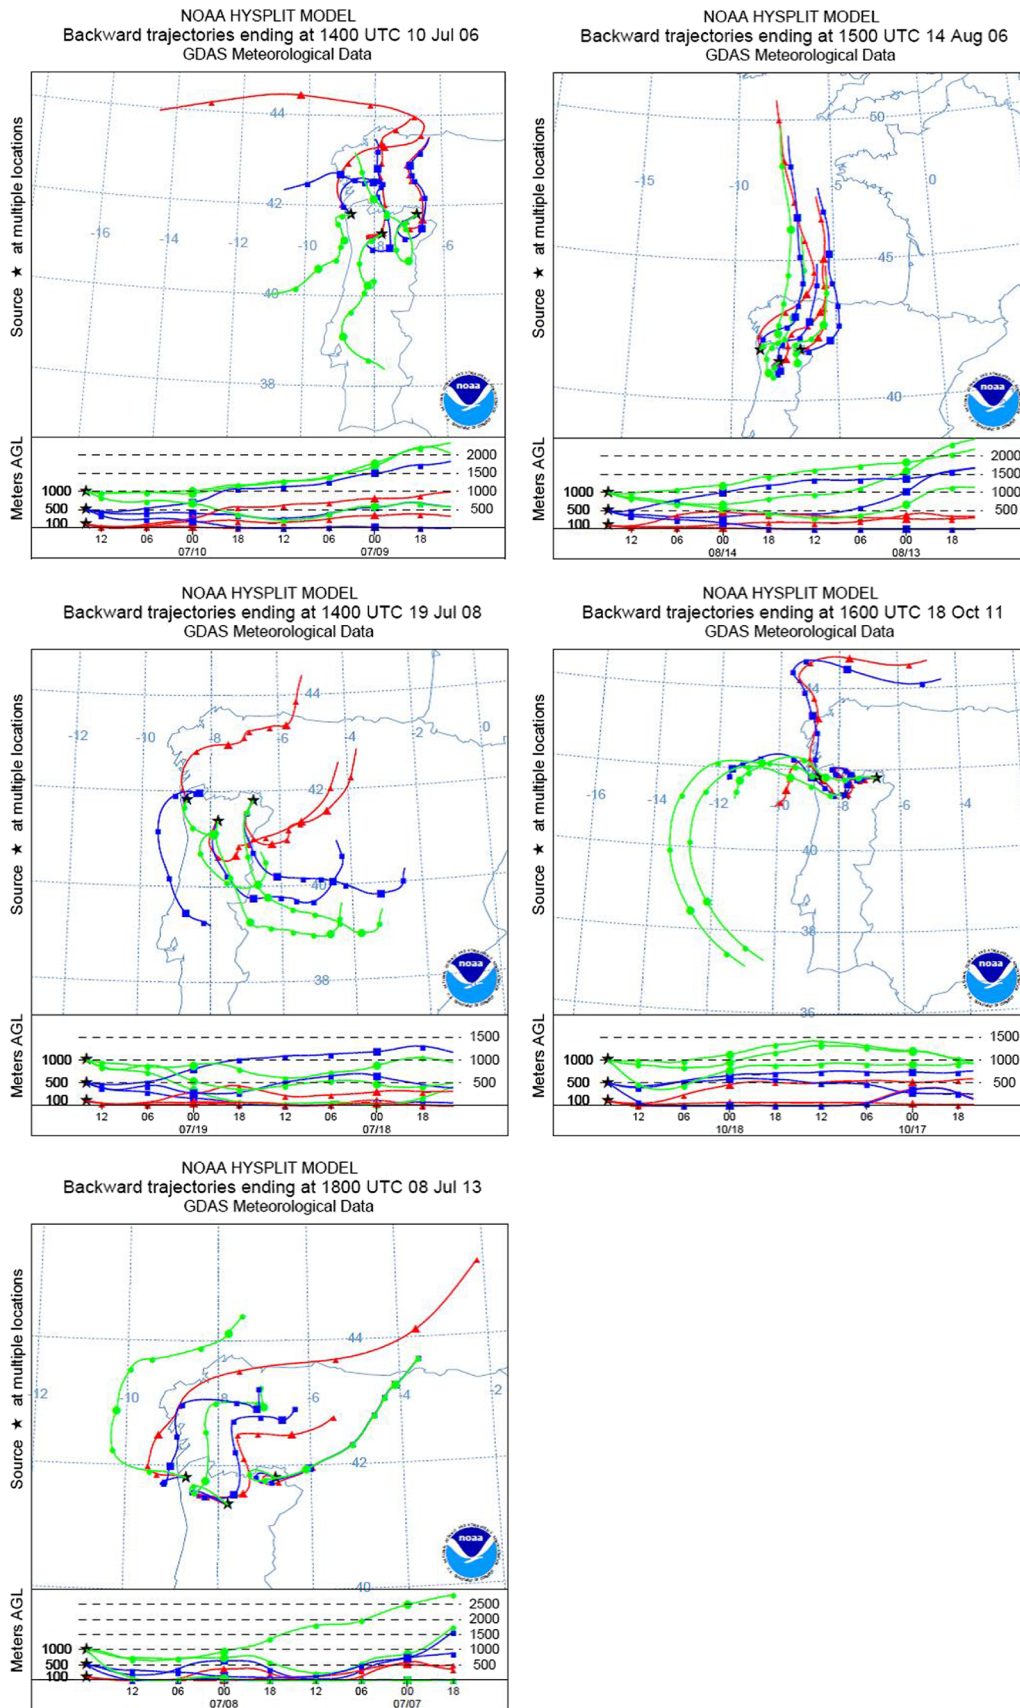 NOAA HYSPLIT MODEL
Backward trajectories ending at 1400 UTC 10 Jul 06
GDAS Meteorological Data
Source ★ at multiple locations
44
42
40
38
-16
-14
-12
-10
-8
-6
noaa
Meters AGL
2000
1500
1000
1000
500
500
100
12 06 00 18 12 06 00 18
07/10 07/09
NOAA HYSPLIT MODEL
Backward trajectories ending at 1500 UTC 14 Aug 06
GDAS Meteorological Data
Source ★ at multiple locations
50
-15
-10
-5
0
45
40
noaa
Meters AGL
2000
1500
1000
1000
500
500
100
12 06 00 18 12 06 00 18
08/14 08/13
NOAA HYSPLIT MODEL
Backward trajectories ending at 1400 UTC 19 Jul 08
GDAS Meteorological Data
Source ★ at multiple locations
44
-12
-10
-8
-6
-4
0
42
40
38
noaa
Meters AGL
1500
1000
1000
500
500
100
12 06 00 18 12 06 00 18
07/19 07/18
NOAA HYSPLIT MODEL
Backward trajectories ending at 1600 UTC 18 Oct 11
GDAS Meteorological Data
Source ★ at multiple locations
44
-16
-14
-12
-10
-8
-6
-4
40
38
36
noaa
Meters AGL
1500
1000
1000
500
500
100
12 06 00 18 12 06 00 18
10/18 10/17
NOAA HYSPLIT MODEL
Backward trajectories ending at 1800 UTC 08 Jul 13
GDAS Meteorological Data
Source ★ at multiple locations
44
-12
-10
-8
-6
-4
-2
42
40
noaa
Meters AGL
2500
2000
1500
1000
1000
500
500
100
12 06 00 18 12 06 00 18
07/08 07/07